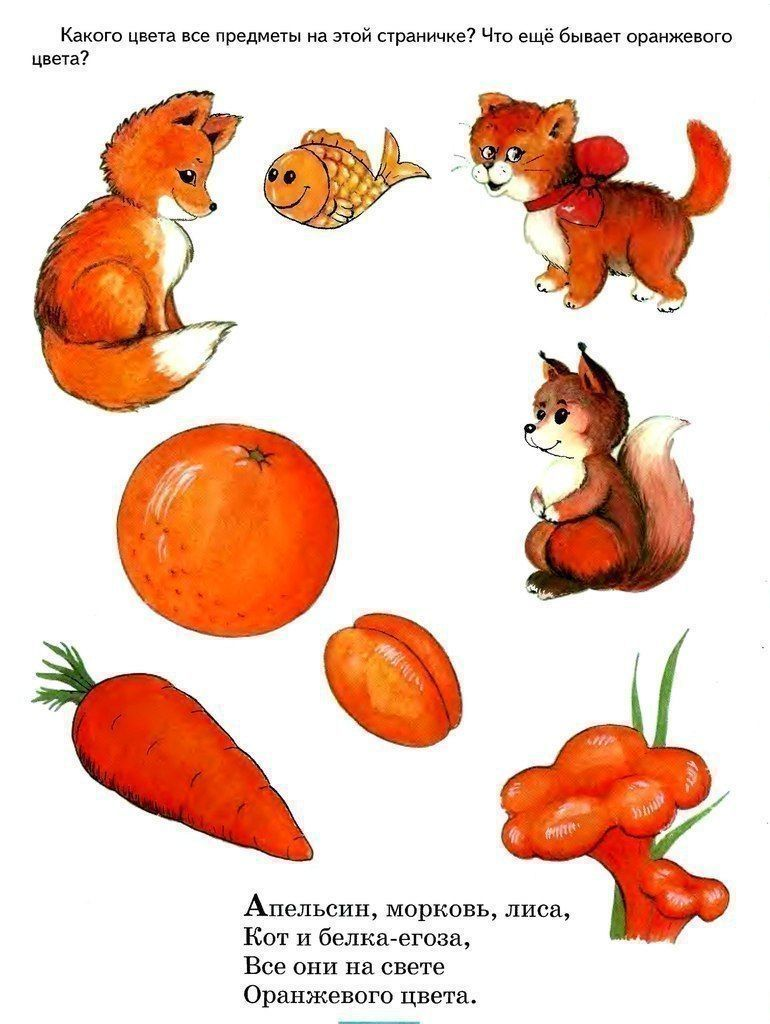 Какого цвета все предметы на этой страничке? Что ещё бывает оранжевого
цвета?
Апельсин, морковь, лиса,
Кот и белка-егоза,
Все они на свете
Оранжевого цвета.